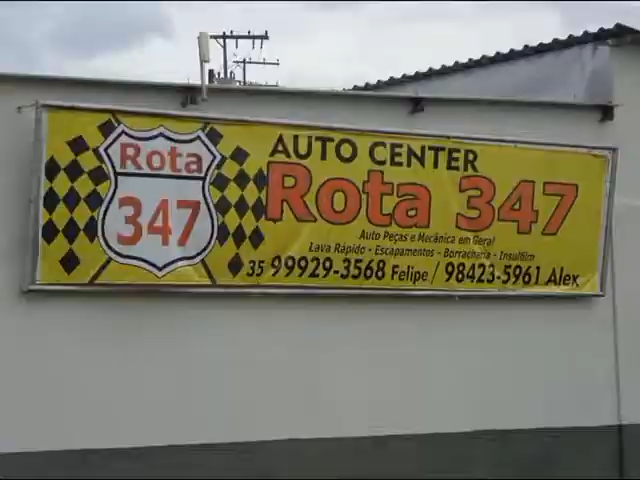 Rota
347
AUTO CENTER
Rota 347
Auto Peças e Mecânica em Geral
Lava Rápido - Escapamentos - Borracharia - Insulfilm
35 99929-3568 Felipe / 98423-5961 Alex